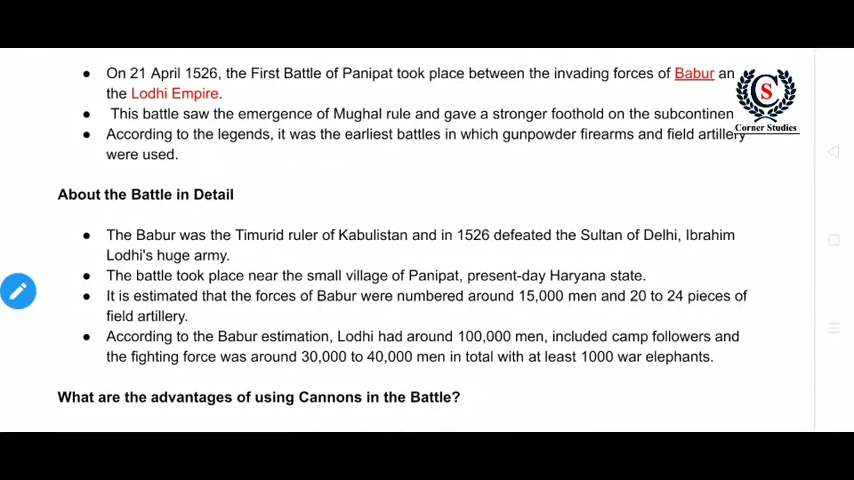 ● On 21 April 1526, the First Battle of Panipat took place between the invading forces of Babur an
the Lodhi Empire.
● This battle saw the emergence of Mughal rule and gave a stronger foothold on the subcontinen
● According to the legends, it was the earliest battles in which gunpowder firearms and field artillery
were used.
CS
Corner Studies
About the Battle in Detail
● The Babur was the Timurid ruler of Kabulistan and in 1526 defeated the Sultan of Delhi, Ibrahim
Lodhi's huge army.
● The battle took place near the small village of Panipat, present-day Haryana state.
● It is estimated that the forces of Babur were numbered around 15,000 men and 20 to 24 pieces of
field artillery.
● According to the Babur estimation, Lodhi had around 100,000 men, included camp followers and
the fighting force was around 30,000 to 40,000 men in total with at least 1000 war elephants.
What are the advantages of using Cannons in the Battle?